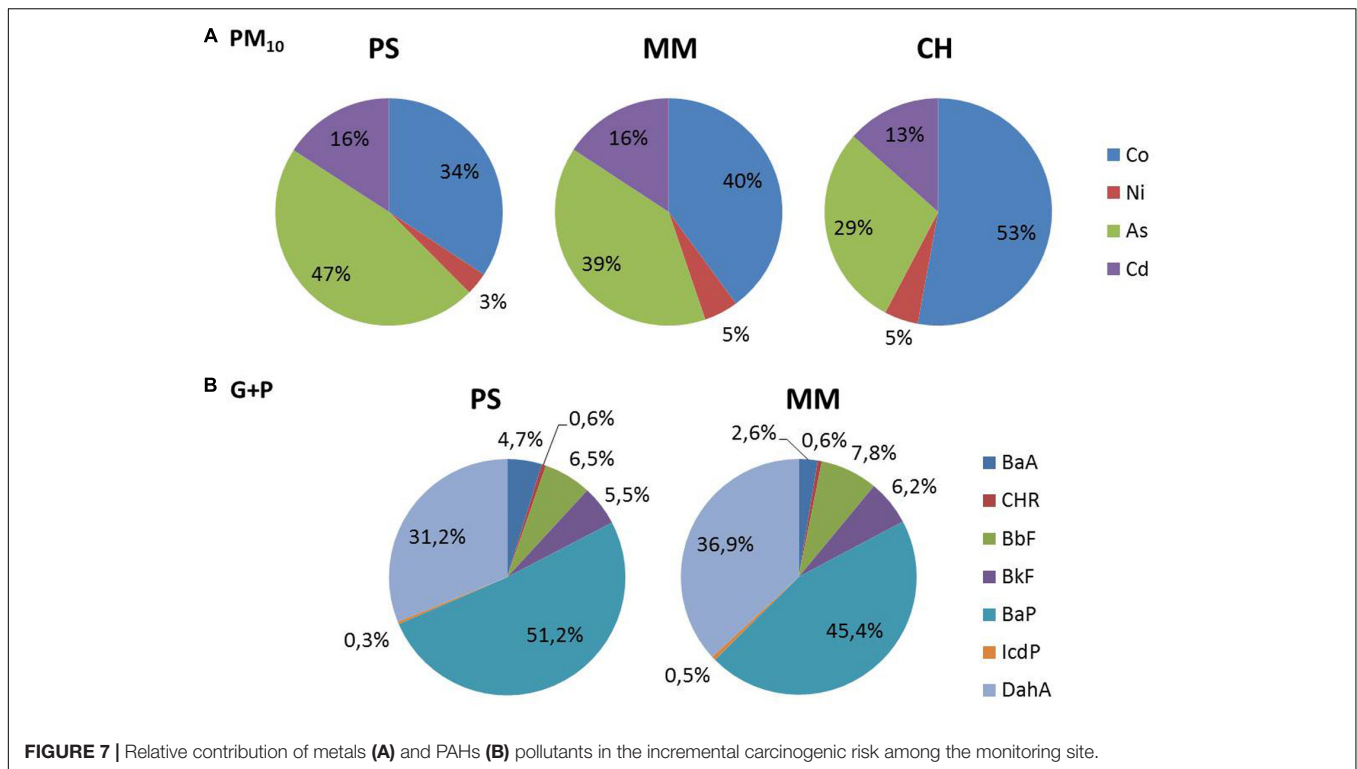 A PM10
PS
MM
CH
16%
34%
47%
3%
16%
40%
39%
5%
13%
53%
29%
5%
Co
Ni
As
Cd
B G+P
PS
MM
4,7%
0,6%
6,5%
5,5%
31,2%
51,2%
0,3%
2,6%
0,6%
7,8%
6,2%
36,9%
45,4%
0,5%
BaA
CHR
BbF
BkF
BaP
IcdP
DahA
FIGURE 7 | Relative contribution of metals (A) and PAHs (B) pollutants in the incremental carcinogenic risk among the monitoring site.